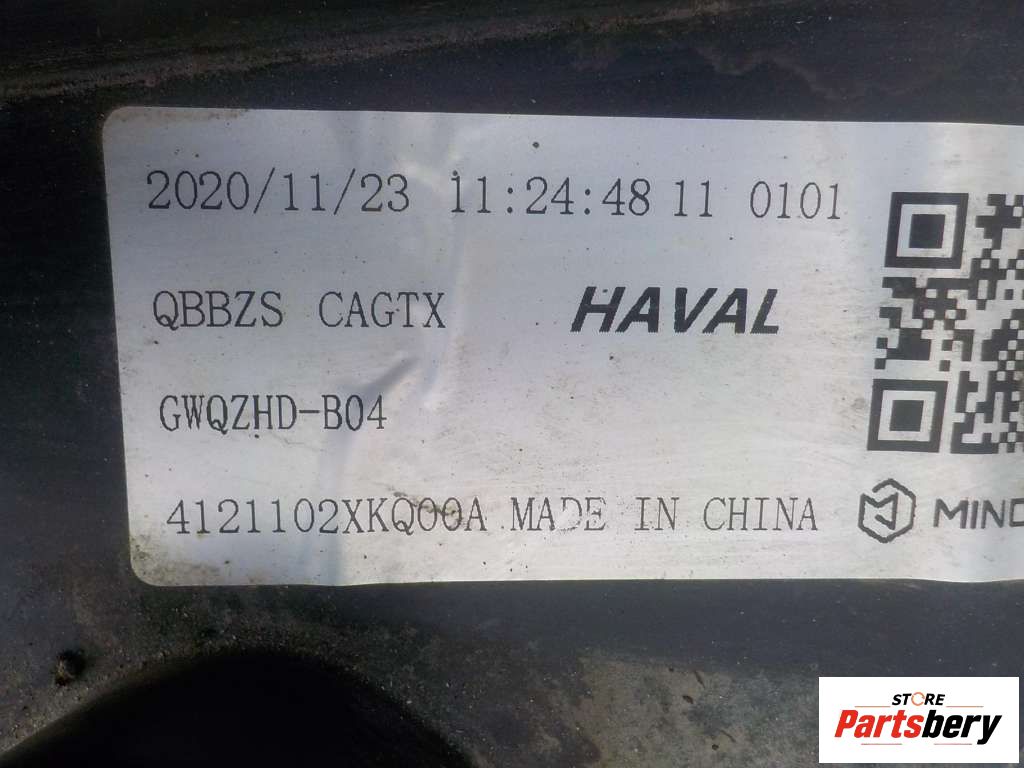 2020/11/23 11:24:48 11 0101
QBBZS CAGTX HAVAL
GWQZHD-B04
4121102XKQ00A MADE IN CHINA
STORE
Partsbery